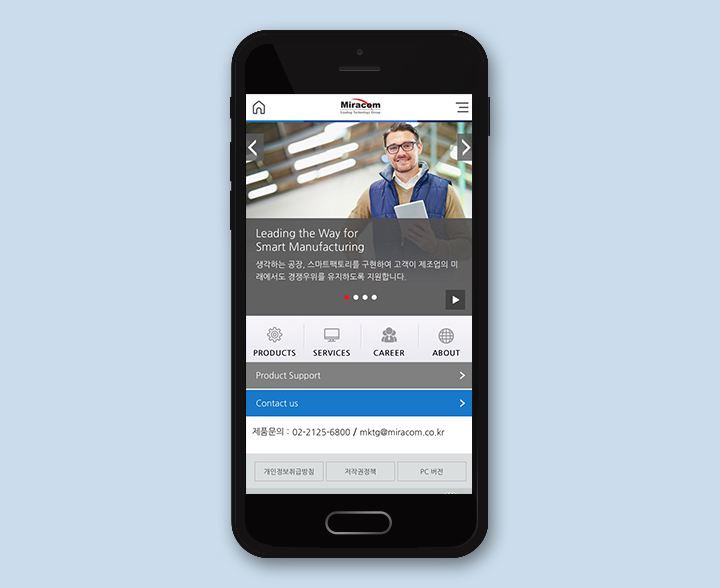 Miracom
Leading Technology Group
Leading the Way for
Smart Manufacturing
생각하는 공장, 스마트팩토리를 구현하여 고객이 제조업의 미
래에서도 경쟁우위를 유지하도록 지원합니다.
PRODUCTS SERVICES CAREER ABOUT
Product Support
Contact us
제품문의 : 02-2125-6800 / mktg@miracom.co.kr
개인정보취급방침 저작권정책 PC 버전